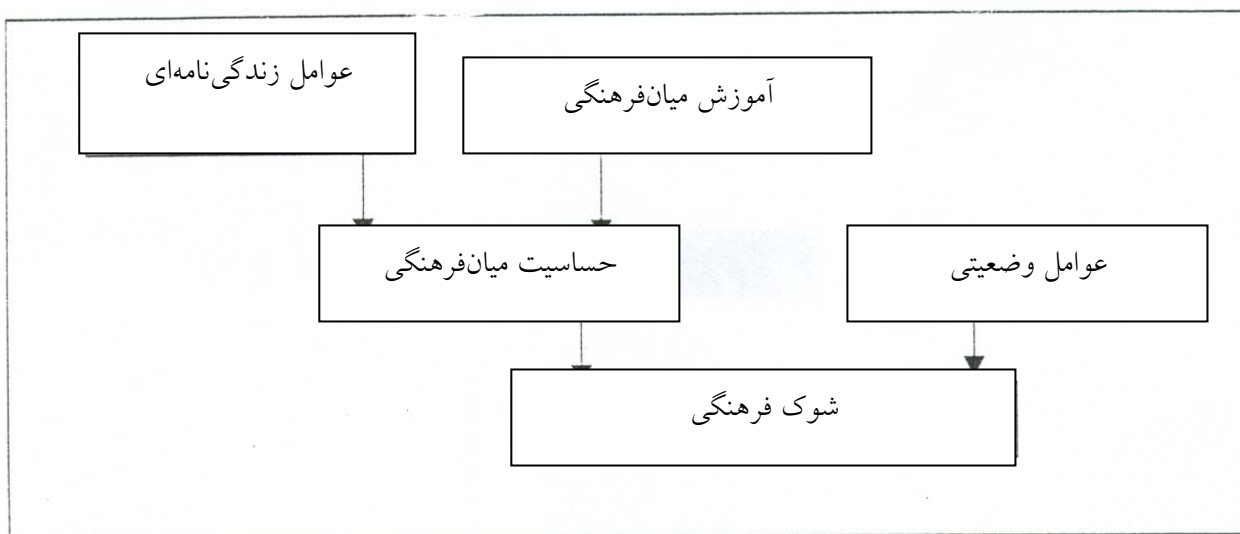 عوامل زندگی‌نامه‌ای
آموزش میان‌فرهنگی
حساسیت میان‌فرهنگی
عوامل وضعیتی
شوک فرهنگی